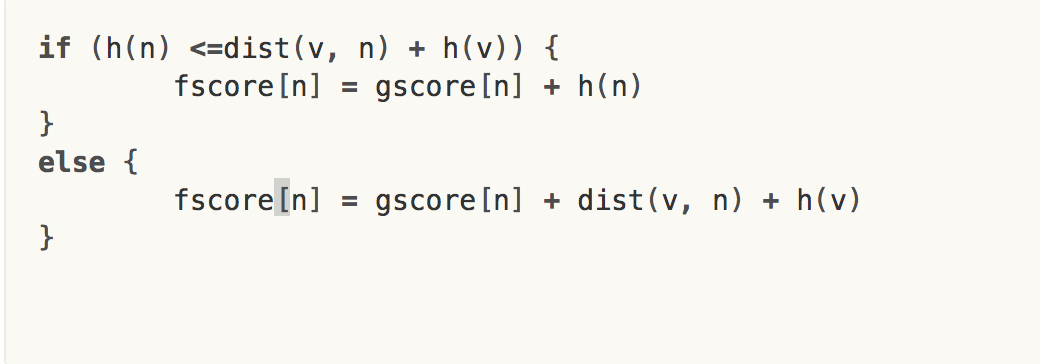 if (h(n) <=dist(v, n) + h(v)) {
fscore[n] = gscore[n] + h(n)
}
else {
fscore[n] = gscore[n] + dist(v, n) + h(v)
}